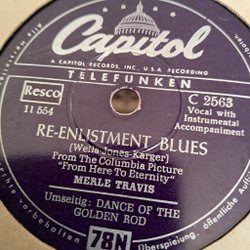 Capitol
A CAPITOL RECORDS, INC., U.S.A. RECORDING
TELEFUNKEN
Resco
11 554
C 2563
Vocal with
Instrumental
Accompaniment
RE-ENLISTMENT BLUES
(Wells-Jones-Karger)
From The Columbia Picture
"From Here To Eternity"
MERLE TRAVIS
Umseitig: DANCE OF THE
GOLDEN ROD
78N